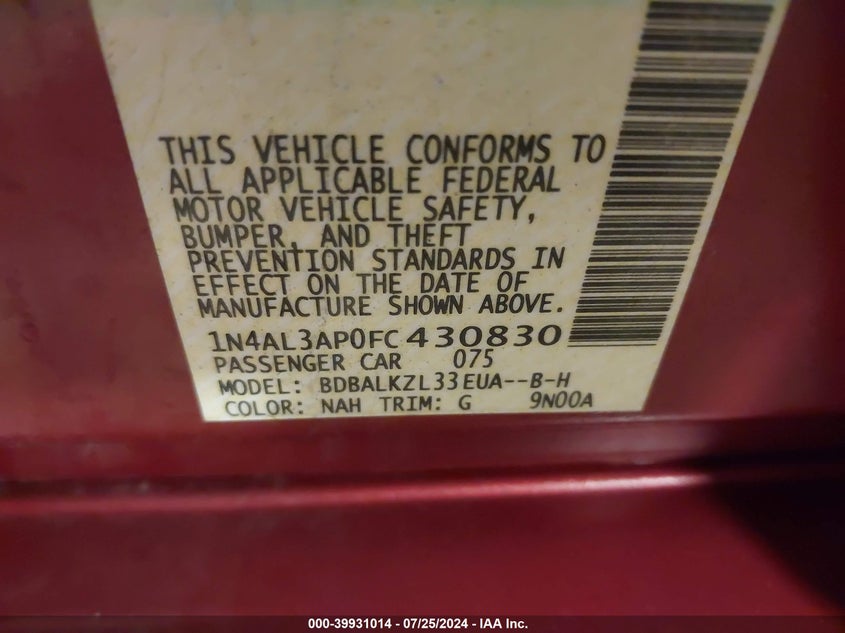 THIS VEHICLE CONFORMS TO
ALL APPLICABLE FEDERAL
MOTOR VEHICLE SAFETY,
BUMPER, AND THEFT
PREVENTION STANDARDS IN
EFFECT ON THE DATE OF
MANUFACTURE SHOWN ABOVE.
1N4AL3AP0FC430830
PASSENGER CAR 075
MODEL: BDBALKZL33EUA--B-H
COLOR: NAH TRIM: G 9N00A
000-39931014 - 07/25/2024 - IAA Inc.